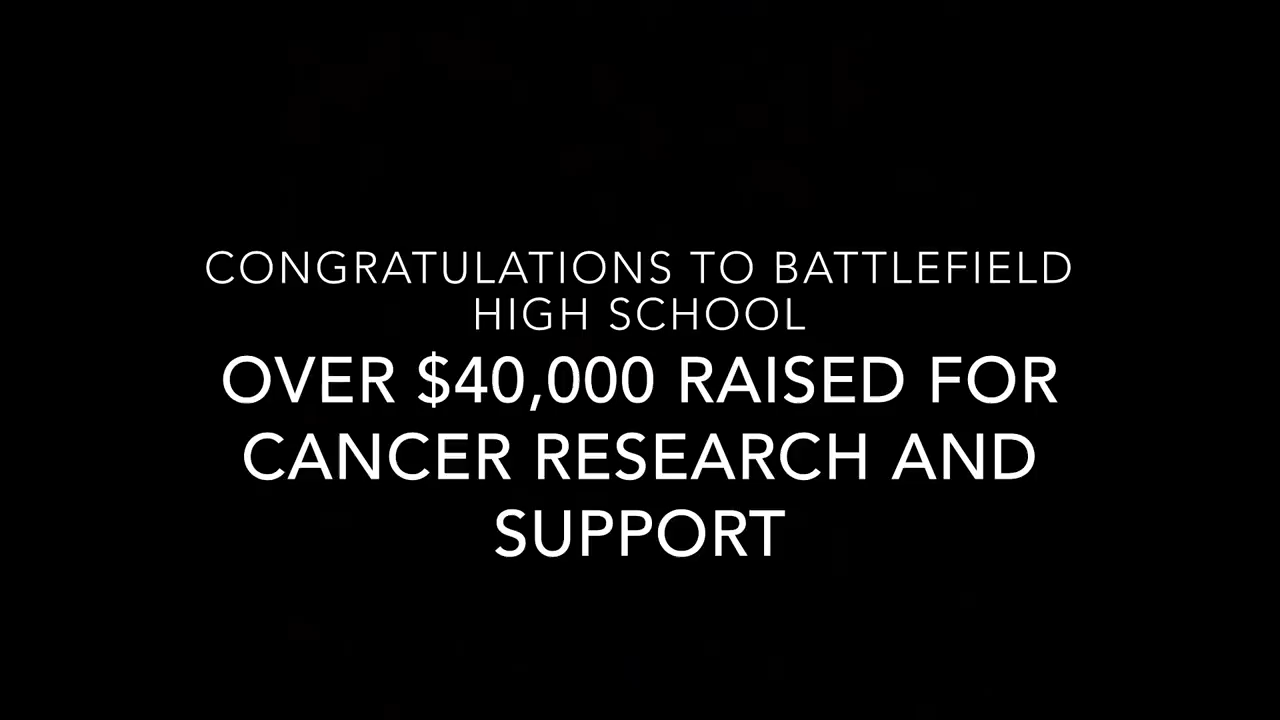 CONGRATULATIONS TO BATTLEFIELD
HIGH SCHOOL
OVER $40,000 RAISED FOR
CANCER RESEARCH AND
SUPPORT